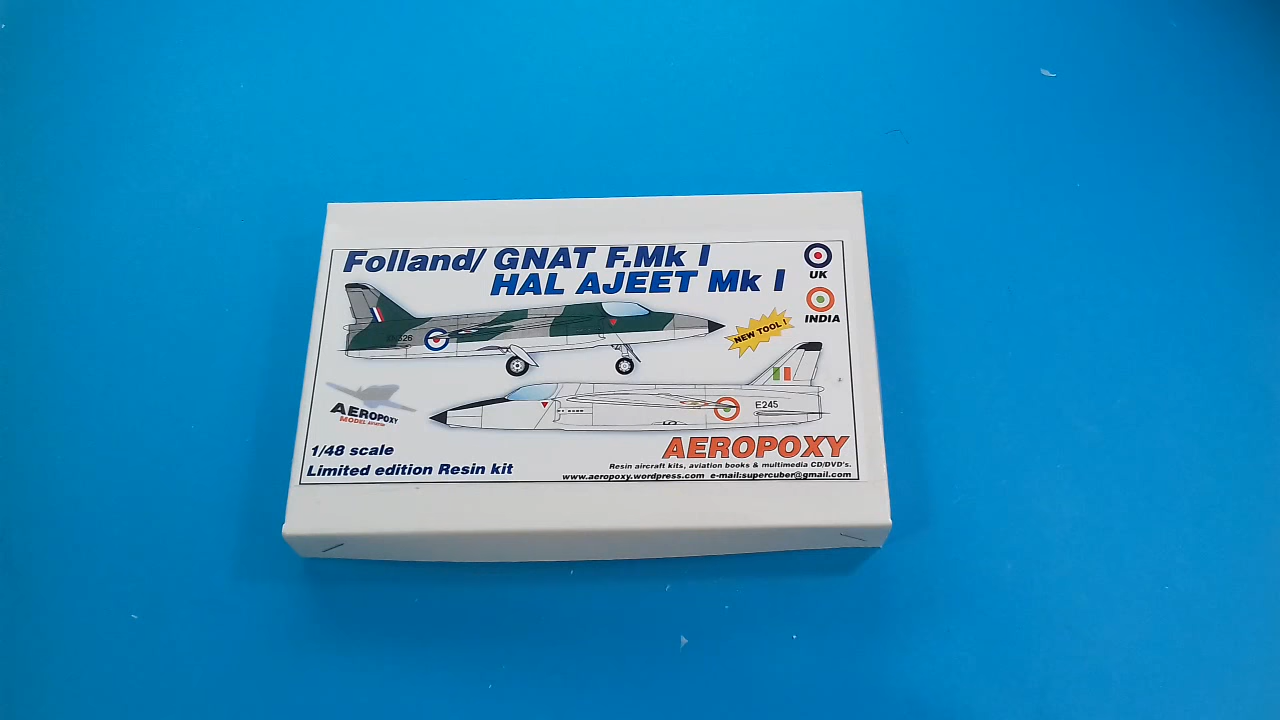 Folland/ GNAT F.Mk I
HAL AJEET Mk I
UK
INDIA
NEW TOOL !
E245
AEROPOXY
MODEL
1/48 scale
Limited edition Resin kit
AEROPOXY
Resin aircraft kits, aviation books & multimedia CD/DVD's.
www.aeropoxy.wordpress.com e-mail:supercuber@gmail.com